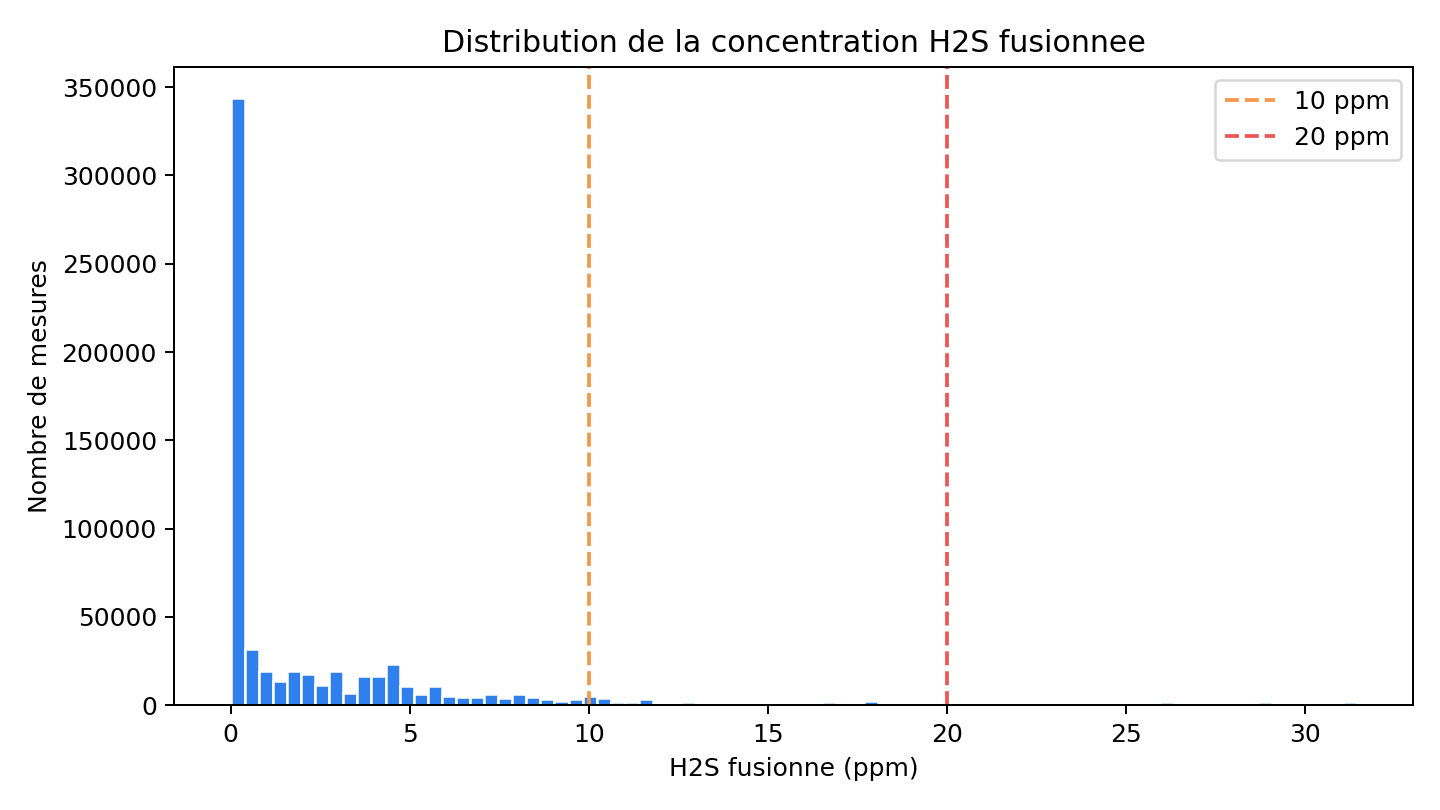 Distribution de la concentration H2S fusionnee
10 ppm
20 ppm
Nombre de mesures
350000
300000
250000
200000
150000
100000
50000
0
0 5 10 15 20 25 30
H2S fusionne (ppm)